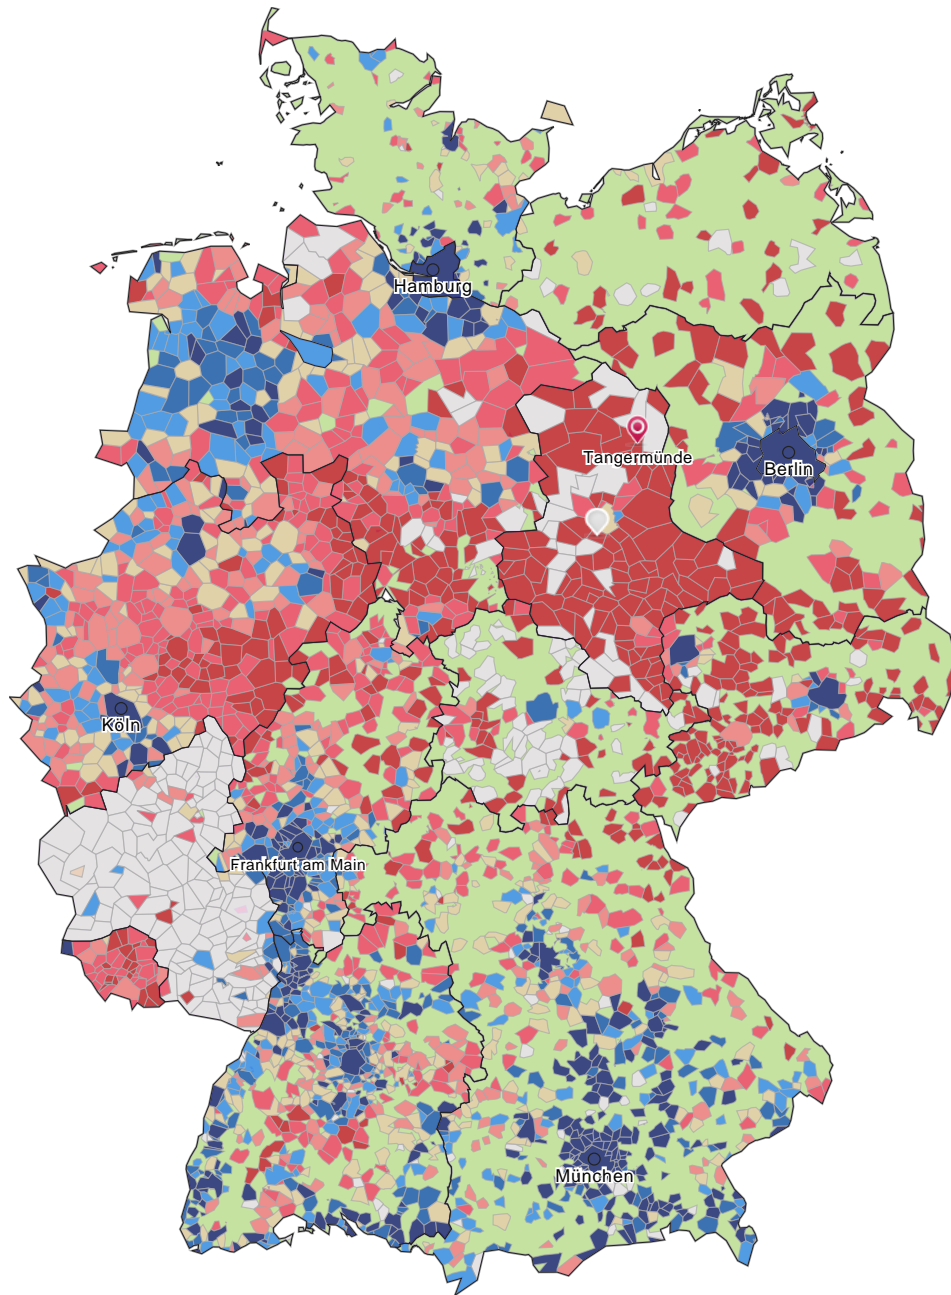 Hamburg
Tangermünde
Berlin
Köln
Frankfurt am Main
München